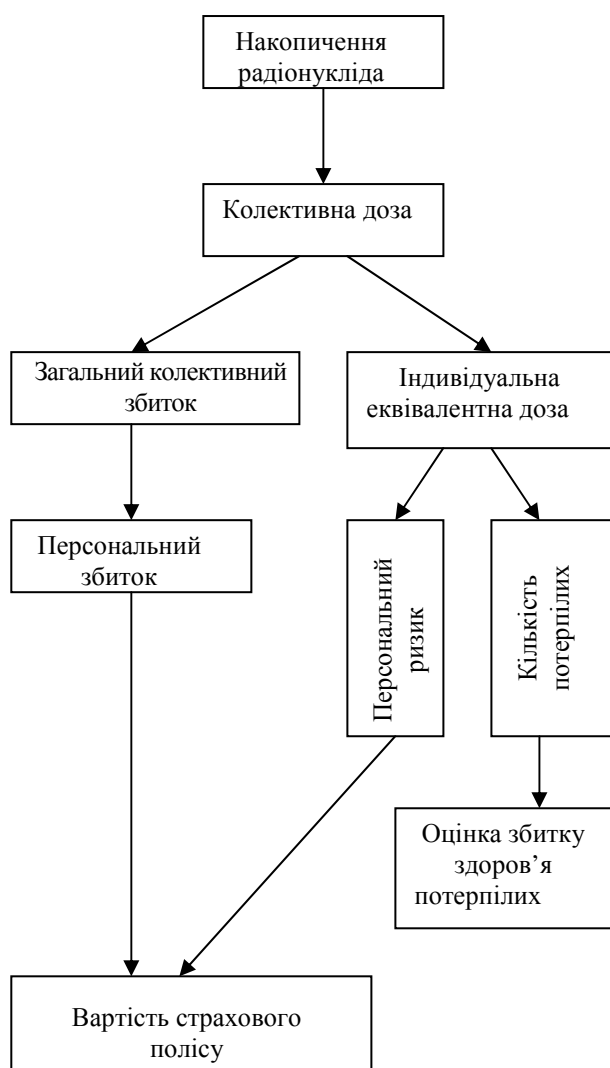 Накопичення
радіонукліда
Колективна доза
Загальний колективний
збиток
Індивідуальна
еквівалентна доза
Персональний
збиток
Персональний
ризик
Кількість
потерпілих
Оцінка збитку
здоров’я
потерпілих
Вартість страхового
полісу